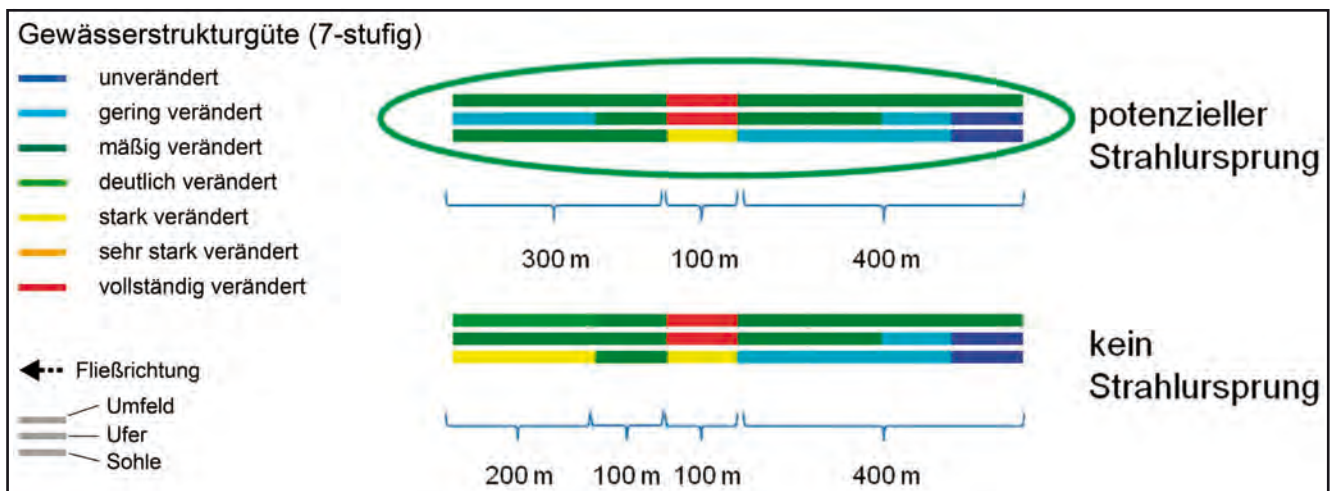 Gewässerstrukturgüte (7-stufig)
unverändert
gering verändert
mäßig verändert
deutlich verändert
stark verändert
sehr stark verändert
vollständig verändert
Fließrichtung
Umfeld
Ufer
Sohle
potenzieller
Strahlursprung
300 m 100 m 400 m
kein
Strahlursprung
200 m 100 m 100 m 400 m